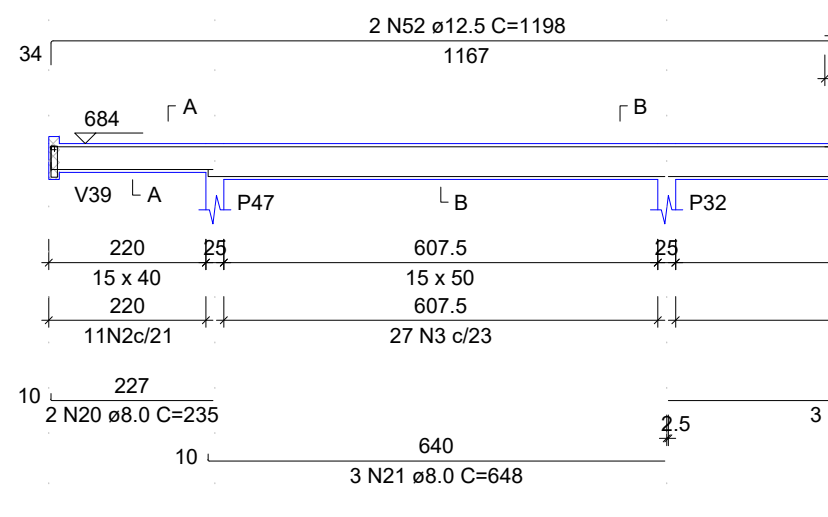 2 N52 ø12.5 C=1198
34
1167
A
B
684
V39
A
P47
B
P32
220
25
607.5
25
15 x 40
15 x 50
220
607.5
11N2c/21
27 N3 c/23
10
227
2 N20 ø8.0 C=235
3
2.5
10
640
3 N21 ø8.0 C=648